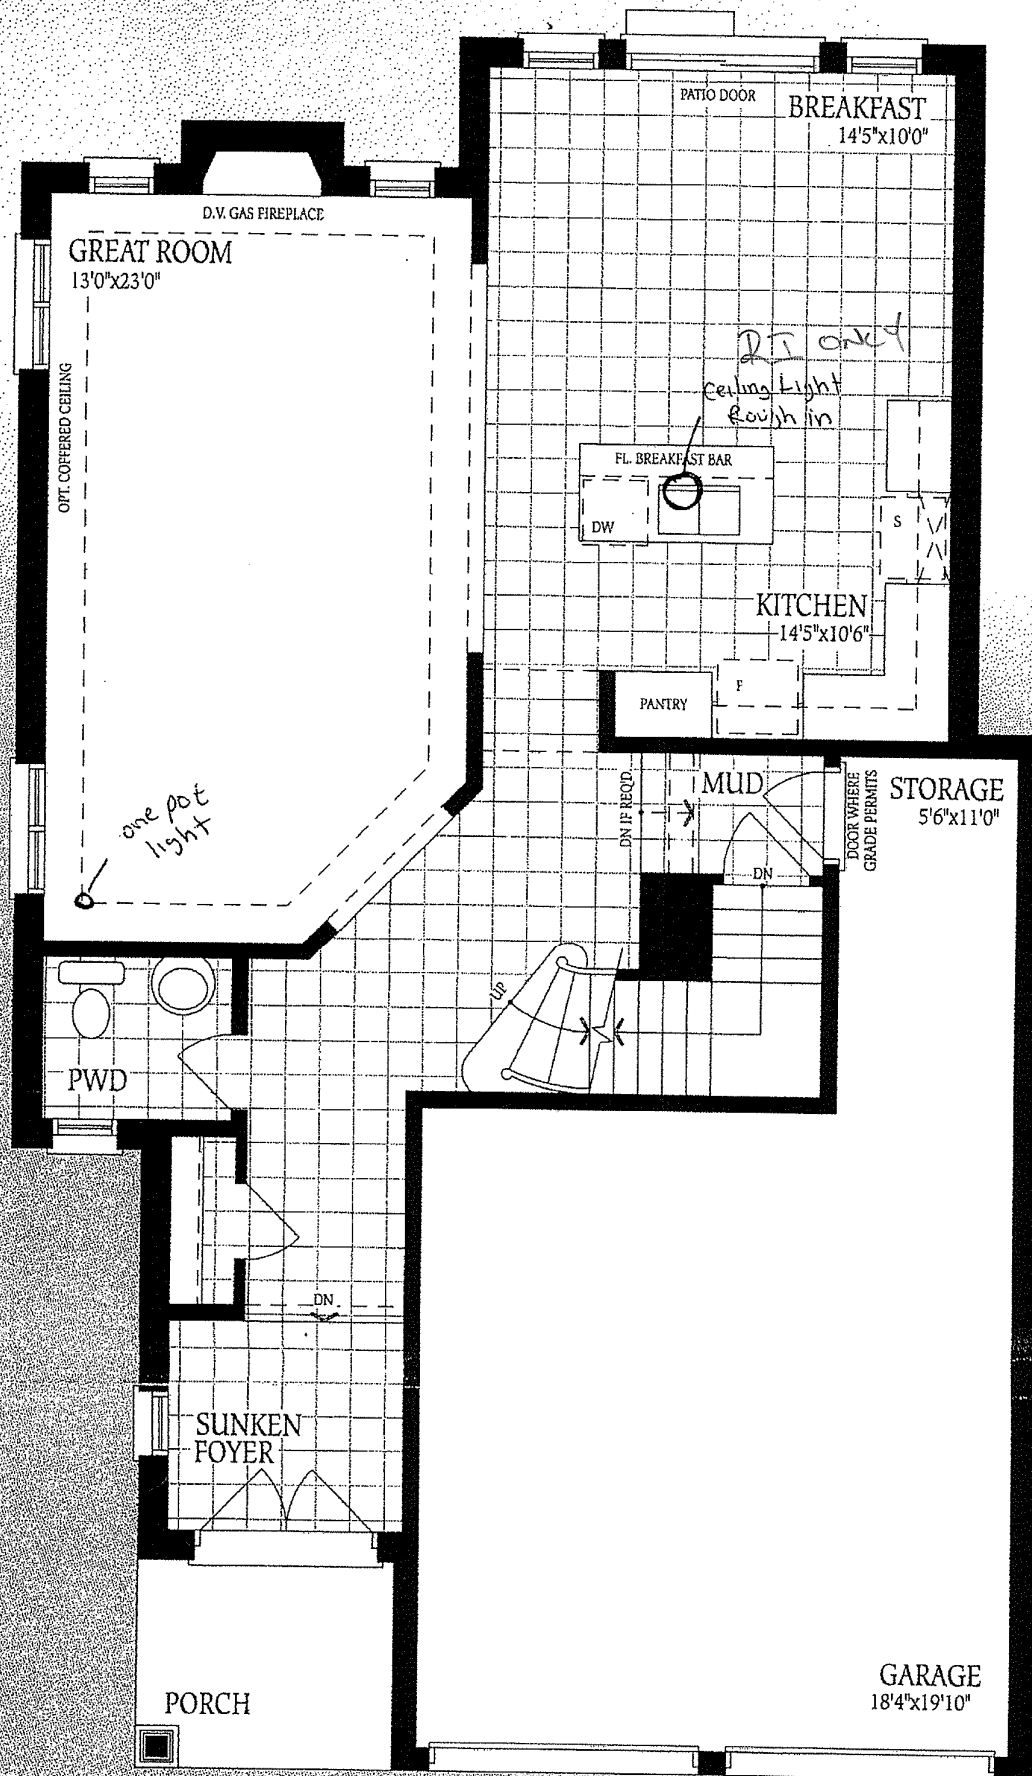 PATIO DOOR
BREAKFAST
14'5"x10'0"
D.V. GAS FIREPLACE
GREAT ROOM
13'0"x23'0"
OPT. COFFERED CEILING
RI ONLY
Ceiling Light
Rough in
FL. BREAKFAST BAR
DW
S
KITCHEN
14'5"x10'6"
PANTRY
F
one pot
light
DN IF REQ'D
MUD
DOOR WHERE
GRADE PERMITS
STORAGE
5'6"x11'0"
DN
UP
PWD
DN
SUNKEN
FOYER
PORCH
GARAGE
18'4"x19'10"